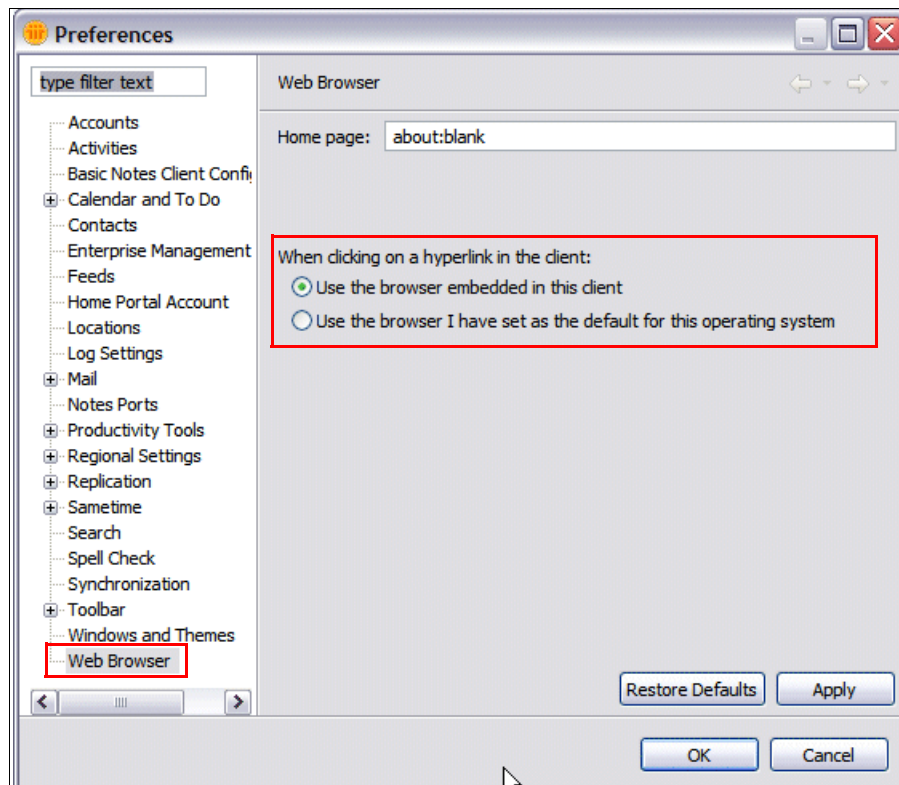 Preferences
type filter text
Accounts
Activities
Basic Notes Client Config
Calendar and To Do
Contacts
Enterprise Management
Feeds
Home Portal Account
Locations
Log Settings
Mail
Notes Ports
Productivity Tools
Regional Settings
Replication
Sametime
Search
Spell Check
Synchronization
Toolbar
Windows and Themes
Web Browser
Web Browser
Home page: about:blank
When clicking on a hyperlink in the client:
Use the browser embedded in this client
Use the browser I have set as the default for this operating system
Restore Defaults Apply
OK Cancel